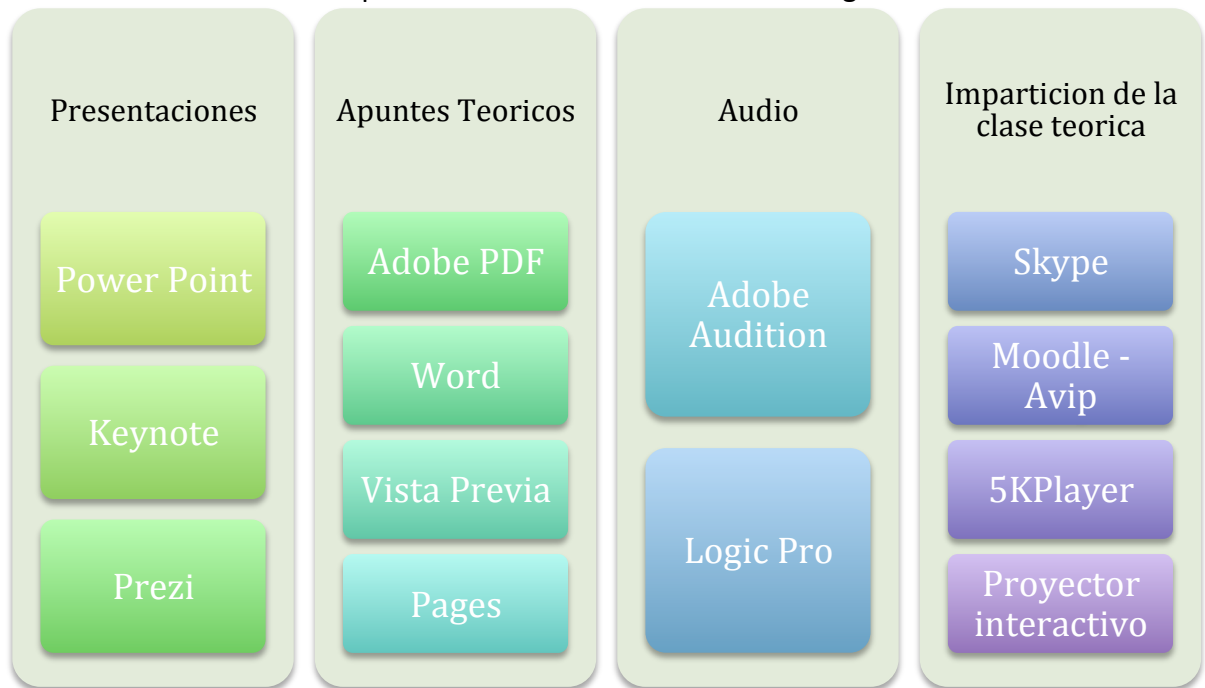 Presentaciones
Power Point
Keynote
Prezi
Apuntes Teoricos
Adobe PDF
Word
Vista Previa
Pages
Audio
Adobe
Audition
Logic Pro
Imparticion de la
clase teorica
Skype
Moodle -
Avip
5KPlayer
Proyector
interactivo